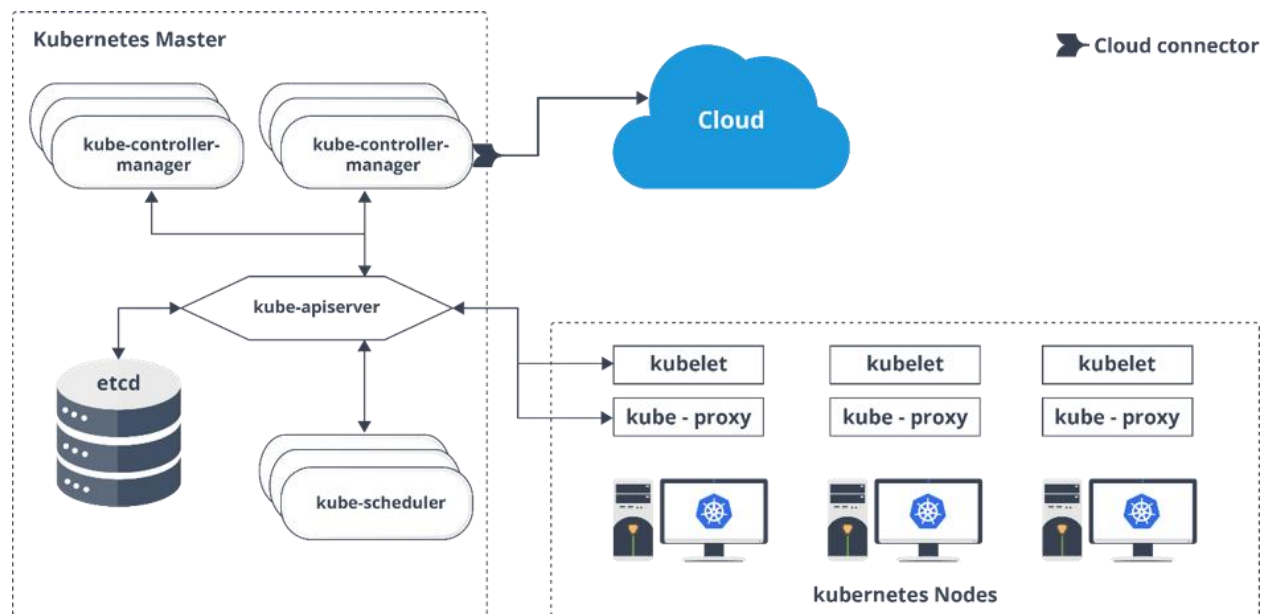 Kubernetes Master
Cloud connector
kube-controller-
manager
kube-controller-
manager
Cloud
kube-apiserver
etcd
kube-scheduler
kubelet
kubelet
kubelet
kube - proxy
kube - proxy
kube - proxy
kubernetes Nodes